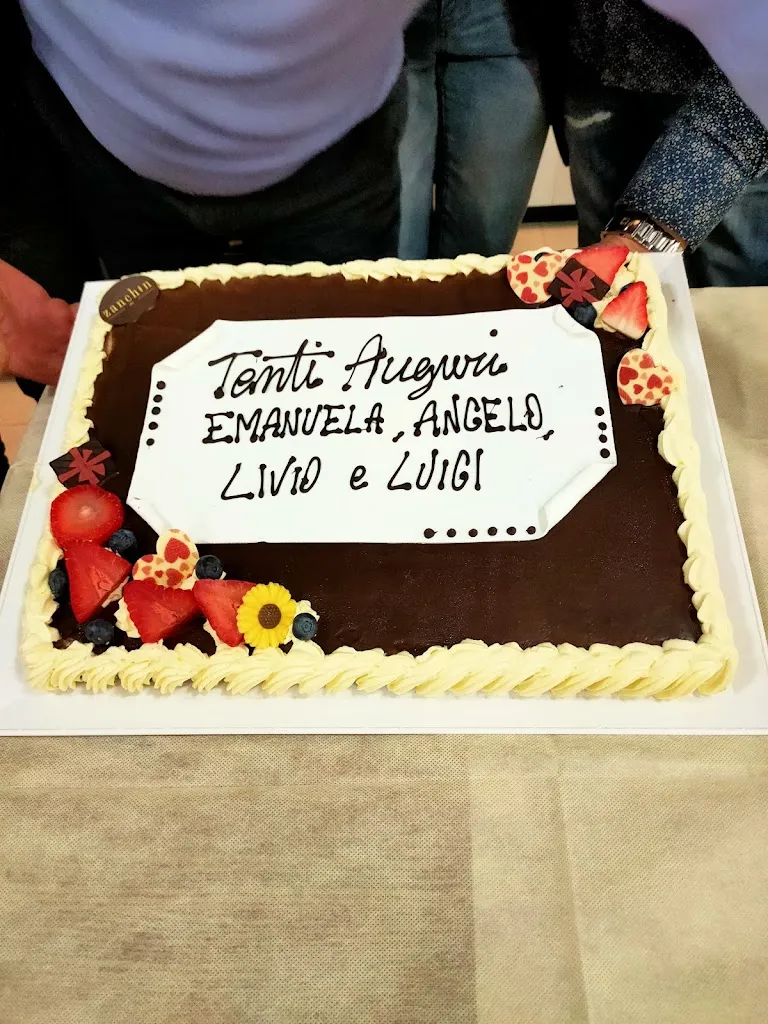 zanchin
Tanti Auguri
EMANUELA, ANGELO,
LIVIO e LUIGI